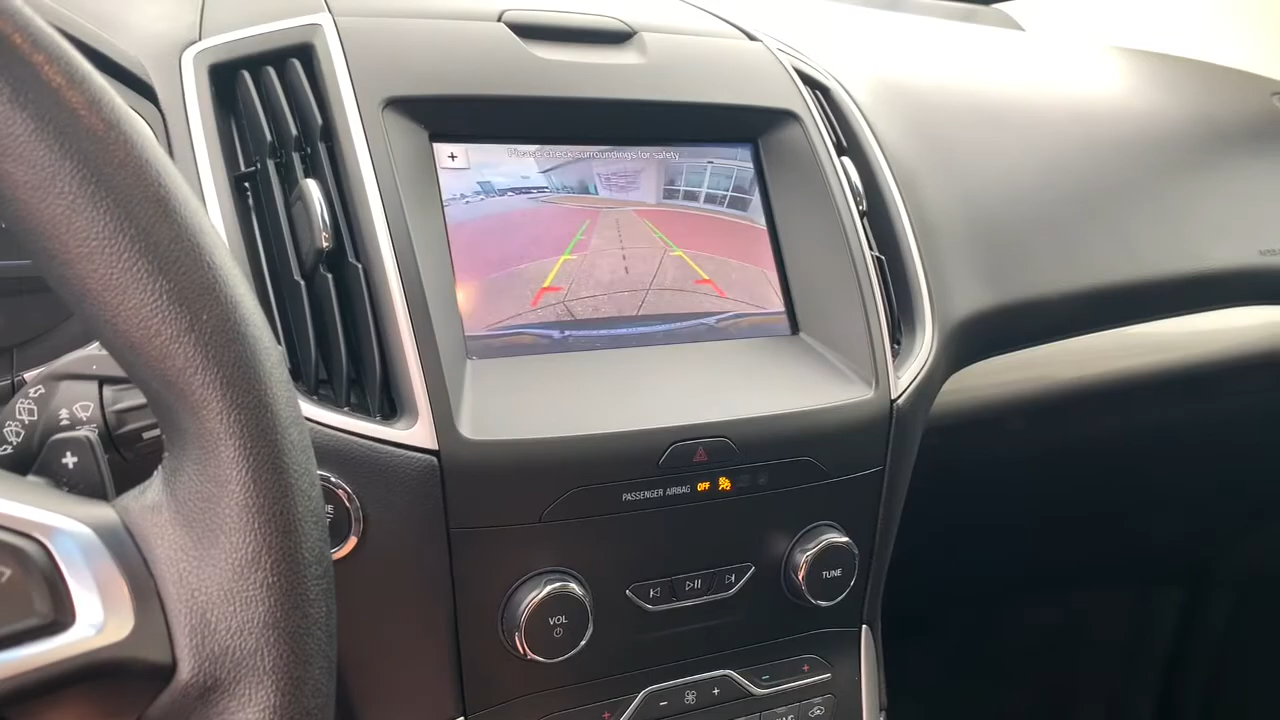 +
Please check surroundings for safety
+
PASSENGER AIRBAG OFF
VOL
TUNE
- +
- +
+